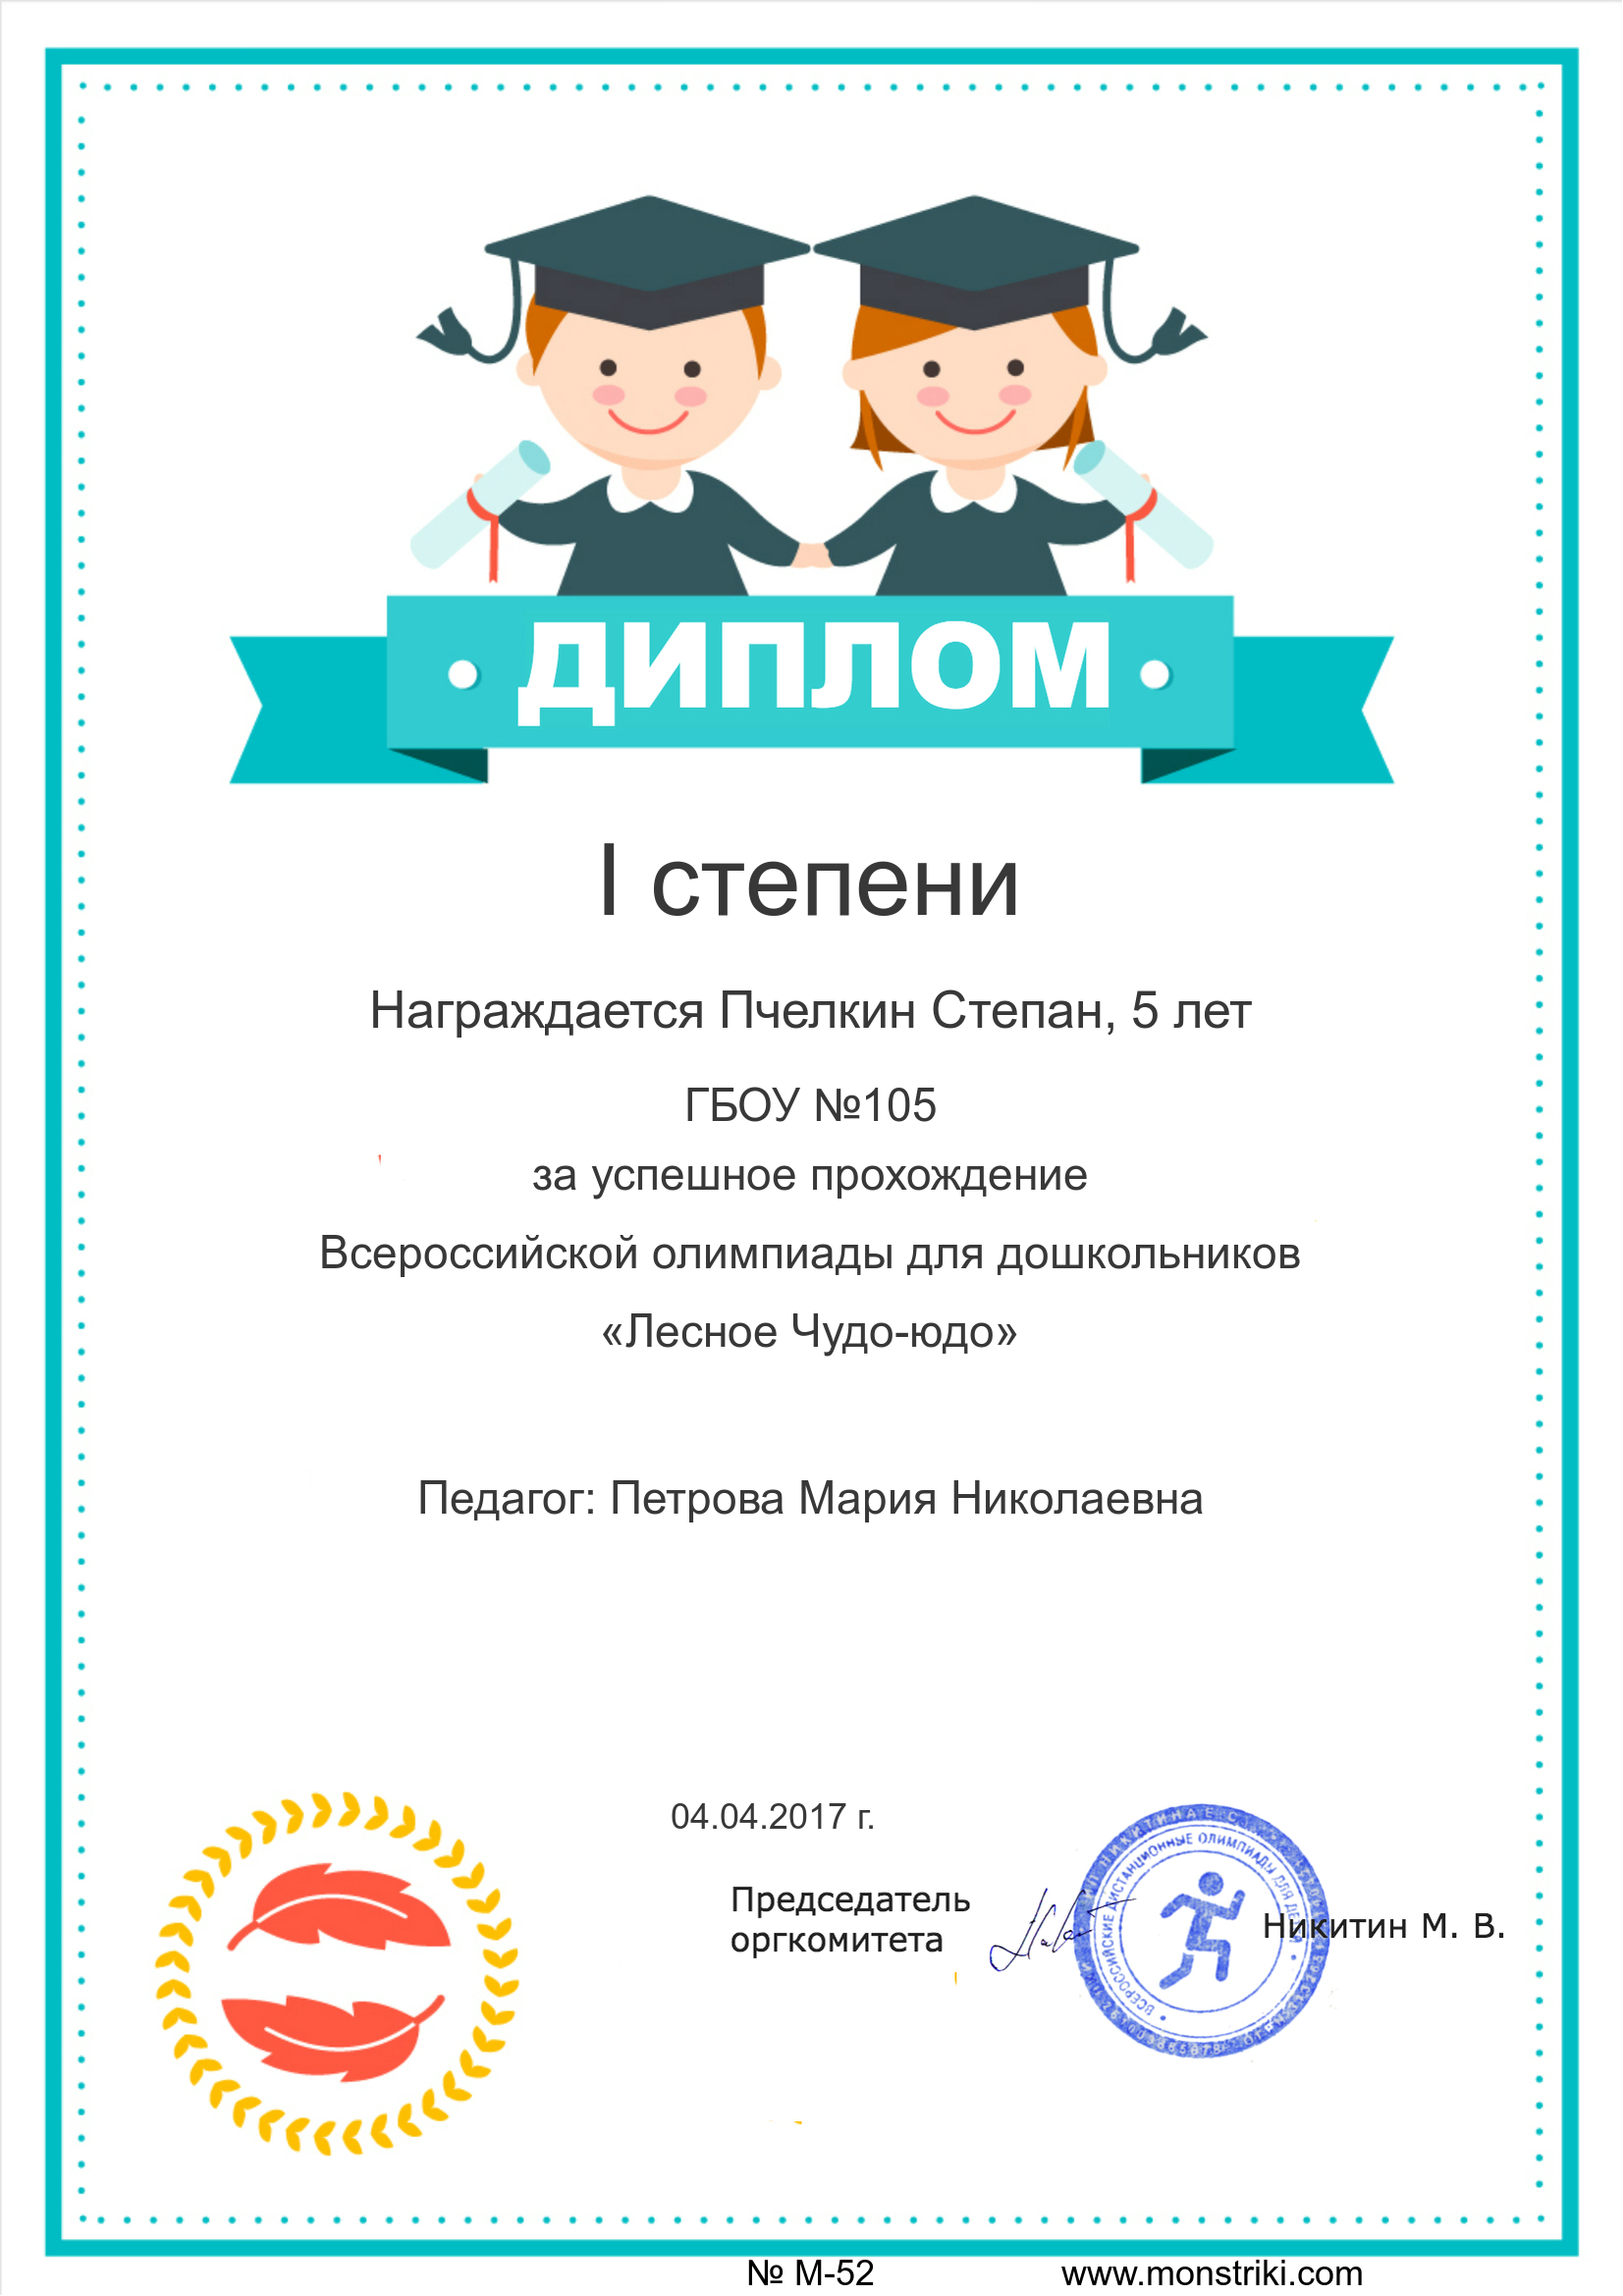 ДИПЛОМ
I степени
Награждается Пчелкин Степан, 5 лет
ГБОУ №105
за успешное прохождение
Всероссийской олимпиады для дошкольников
«Лесное Чудо-юдо»
Педагог: Петрова Мария Николаевна
04.04.2017 г.
Председатель
оргкомитета
ВСЕРОССИЙСКИЕ ДИСТАНЦИОННЫЕ ОЛИМПИАДЫ ДЛЯ ДЕТЕЙ
Никитин М. В.
№ М-52
www.monstriki.com